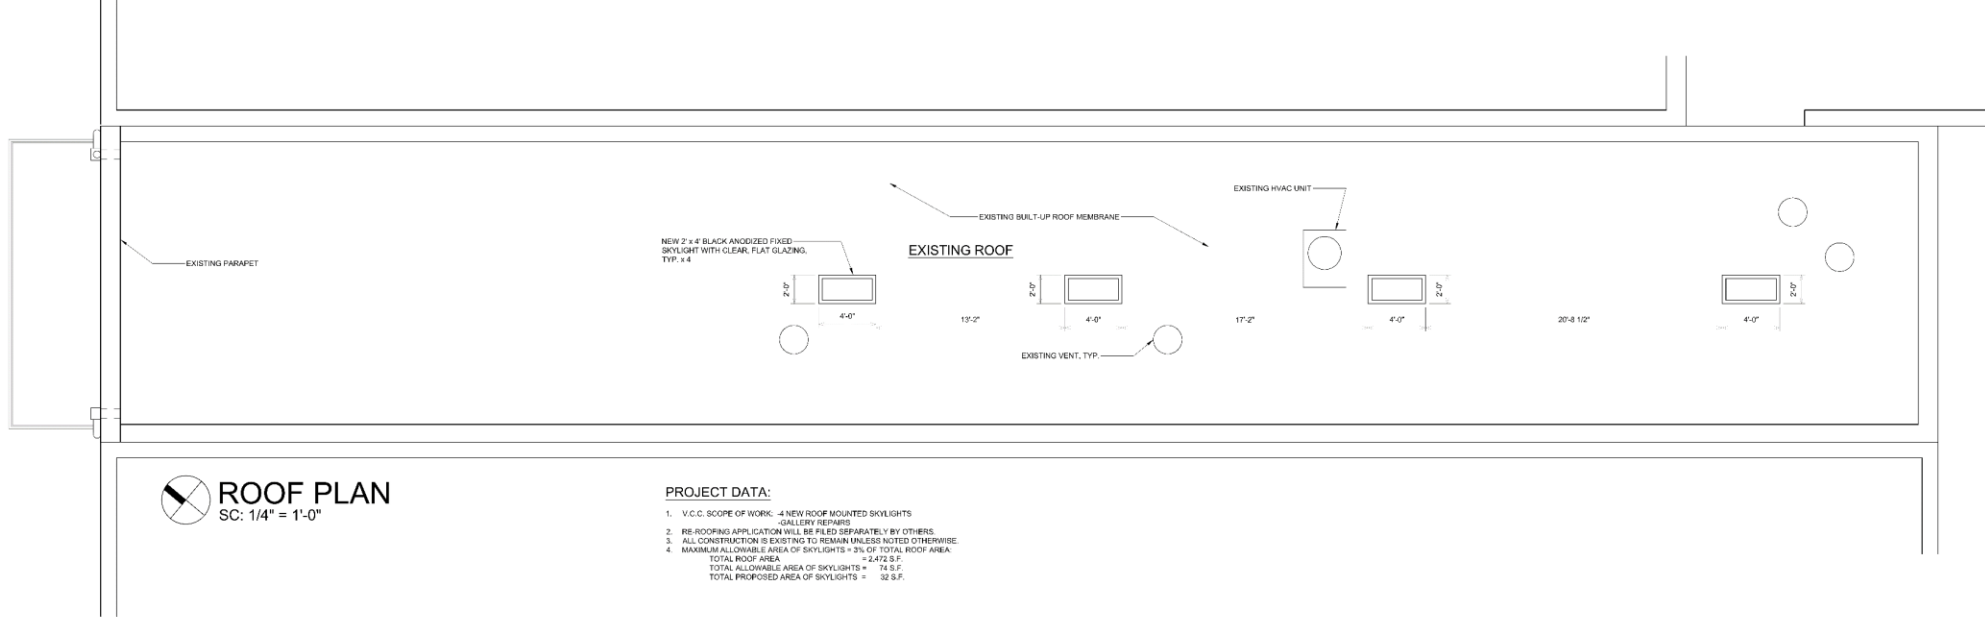 EXISTING HVAC UNIT
EXISTING BUILT-UP ROOF MEMBRANE
NEW 2' x 4' BLACK ANODIZED FIXED
SKYLIGHT WITH CLEAR, FLAT GLAZING,
TYP. x 4
EXISTING ROOF
EXISTING PARAPET
2'-0"
2'-0"
2'-0"
2'-0"
4'-0"
13'-2"
4'-0"
17'-2"
4'-0"
20'-8 1/2"
4'-0"
EXISTING VENT, TYP.
ROOF PLAN
SC: 1/4" = 1'-0"
PROJECT DATA:
1. V.C.C. SCOPE OF WORK: -4 NEW ROOF MOUNTED SKYLIGHTS
-GALLERY REPAIRS
2. RE-ROOFING APPLICATION WILL BE FILED SEPARATELY BY OTHERS.
3. ALL CONSTRUCTION IS EXISTING TO REMAIN UNLESS NOTED OTHERWISE.
4. MAXIMUM ALLOWABLE AREA OF SKYLIGHTS = 3% OF TOTAL ROOF AREA:
TOTAL ROOF AREA = 2,472 S.F.
TOTAL ALLOWABLE AREA OF SKYLIGHTS = 74 S.F.
TOTAL PROPOSED AREA OF SKYLIGHTS = 32 S.F.